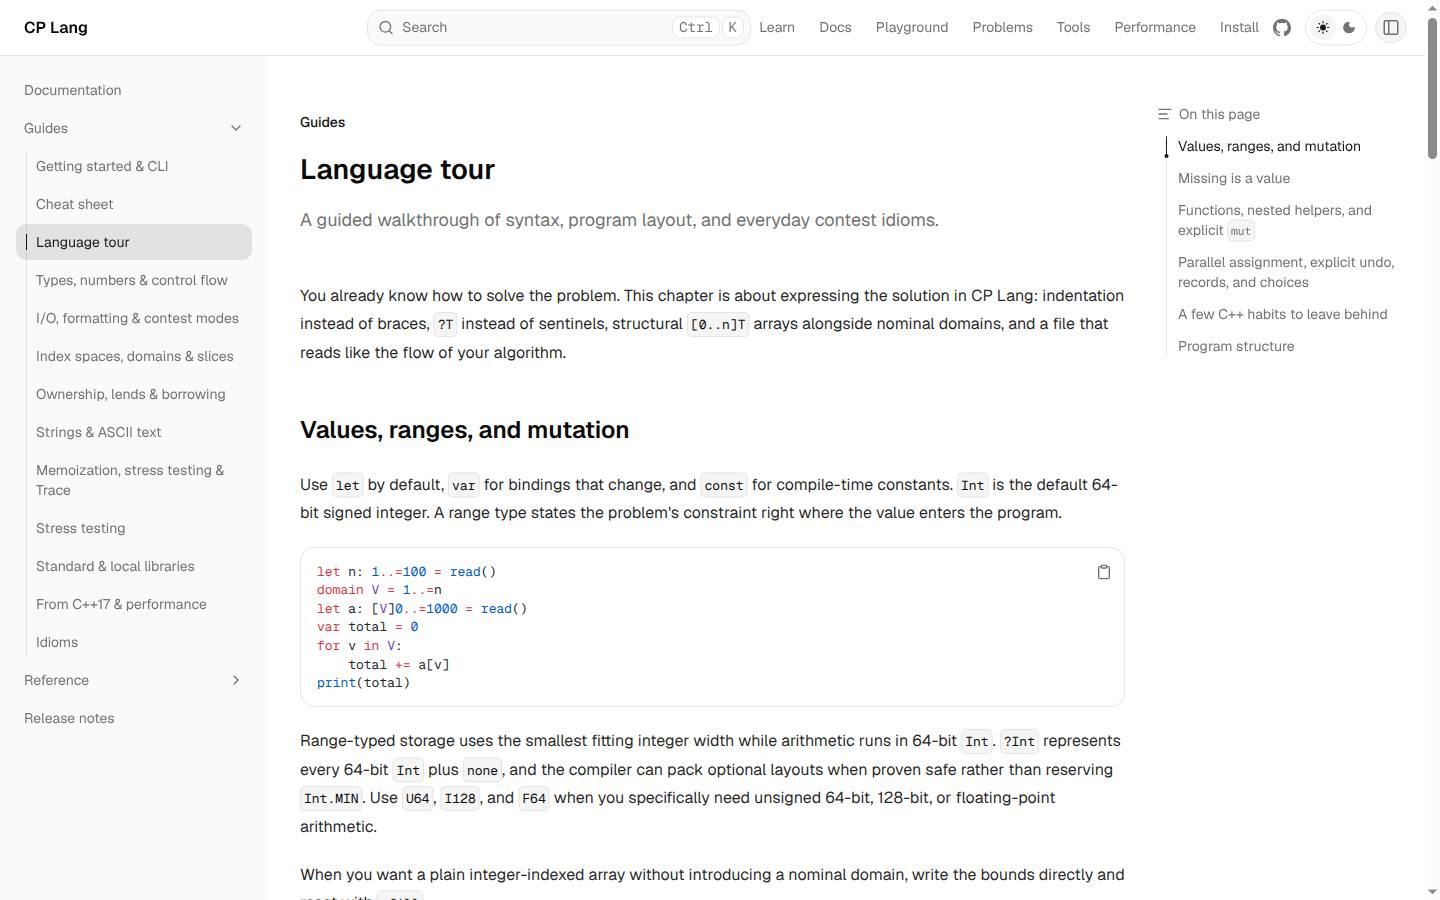 CP Lang
Search
Ctrl K
Learn
Docs
Playground
Problems
Tools
Performance
Install
Documentation
Guides
Getting started & CLI
Cheat sheet
Language tour
Types, numbers & control flow
I/O, formatting & contest modes
Index spaces, domains & slices
Ownership, lends & borrowing
Strings & ASCII text
Memoization, stress testing &
Trace
Stress testing
Standard & local libraries
From C++17 & performance
Idioms
Reference
Release notes
Guides
Language tour
A guided walkthrough of syntax, program layout, and everyday contest idioms.
You already know how to solve the problem. This chapter is about expressing the solution in CP Lang: indentation
instead of braces, ?T instead of sentinels, structural [0..n]T arrays alongside nominal domains, and a file that
reads like the flow of your algorithm.
Values, ranges, and mutation
Use let by default, var for bindings that change, and const for compile-time constants. Int is the default 64-
bit signed integer. A range type states the problem's constraint right where the value enters the program.
let n: 1..=100 = read()
domain V = 1..=n
let a: [V]0..=1000 = read()
var total = 0
for v in V:
    total += a[v]
print(total)
Range-typed storage uses the smallest fitting integer width while arithmetic runs in 64-bit Int. ?Int represents
every 64-bit Int plus none, and the compiler can pack optional layouts when proven safe rather than reserving
Int.MIN. Use U64, I128, and F64 when you specifically need unsigned 64-bit, 128-bit, or floating-point
arithmetic.
When you want a plain integer-indexed array without introducing a nominal domain, write the bounds directly and
On this page
Values, ranges, and mutation
Missing is a value
Functions, nested helpers, and
explicit mut
Parallel assignment, explicit undo,
records, and choices
A few C++ habits to leave behind
Program structure